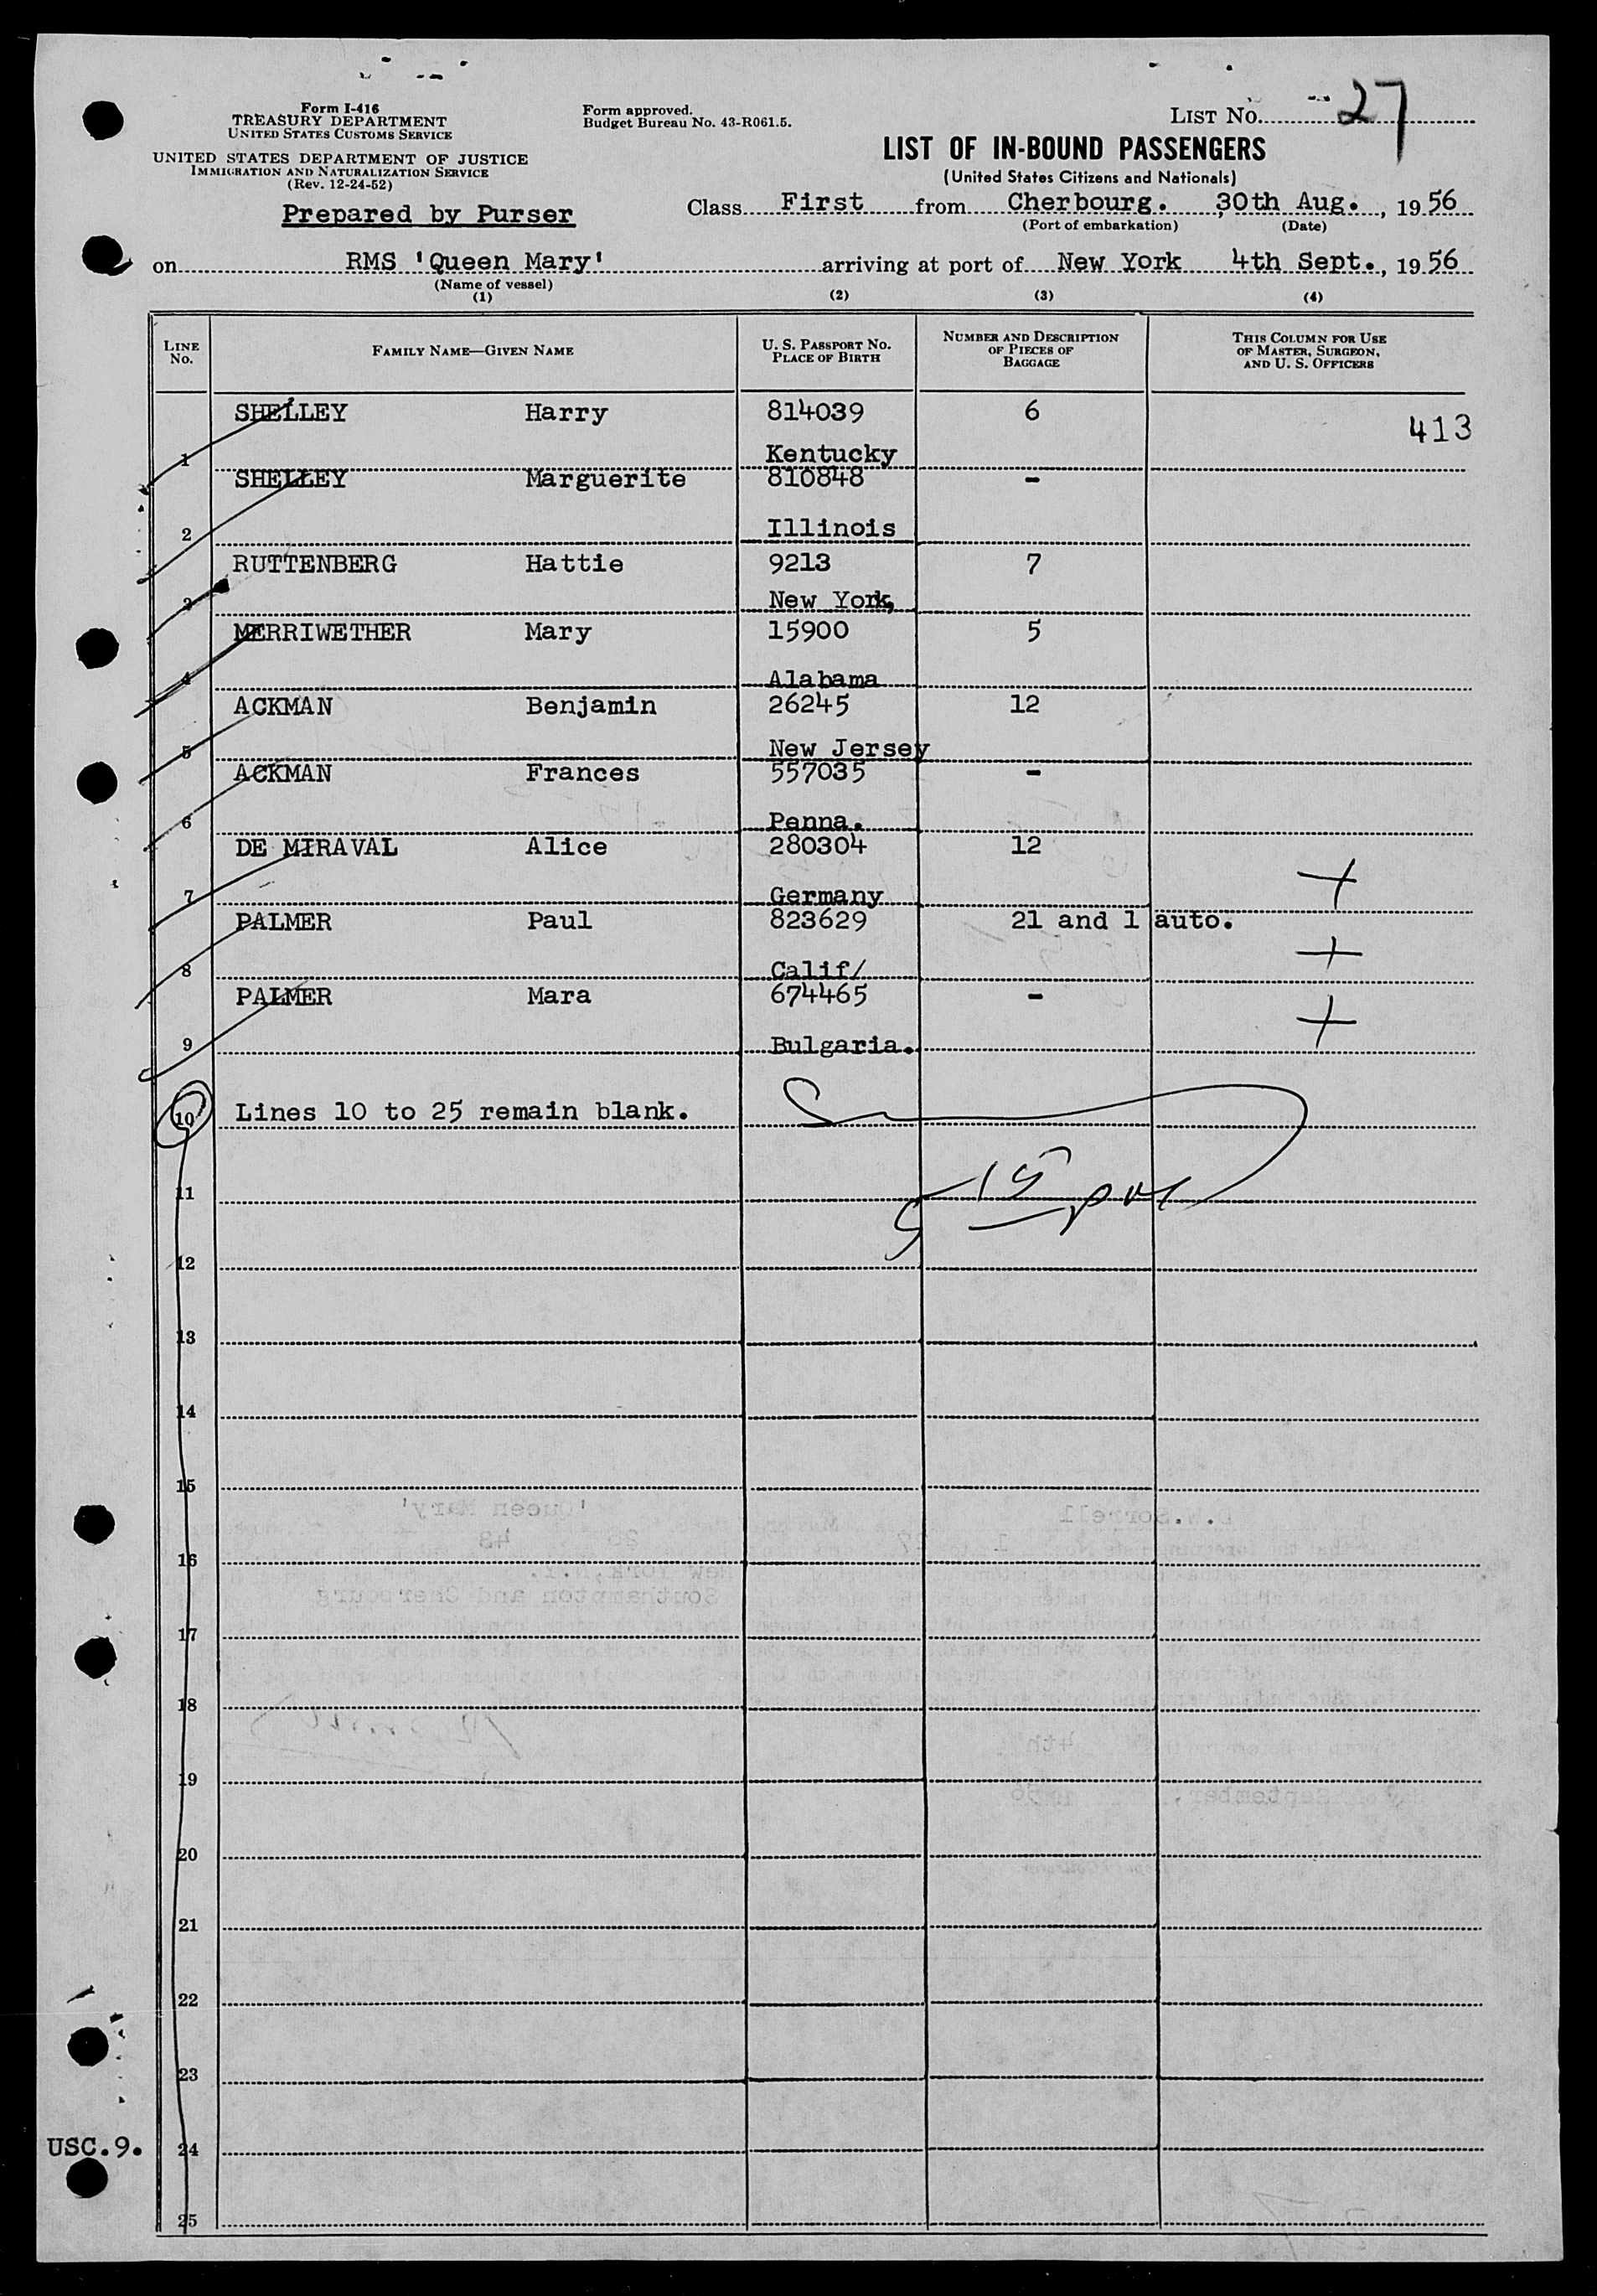 LIST NO. 27
Form I-416
TREASURY DEPARTMENT
UNITED STATES CUSTOMS SERVICE
Form approved.
Budget Bureau No. 43-R061.5.
UNITED STATES DEPARTMENT OF JUSTICE
IMMIGRATION AND NATURALIZATION SERVICE
(Rev. 12-24-52)
LIST OF IN-BOUND PASSENGERS
(United States Citizens and Nationals)
Prepared by Purser
Class First from Cherbourg. , 30th Aug. , 1956
(Port of embarkation) (Date)
on RMS 'Queen Mary' arriving at port of New York 4th Sept., 1956
(Name of vessel)
(1) (2) (3) (4)
LINE NO. FAMILY NAME—GIVEN NAME U. S. PASSPORT NO. PLACE OF BIRTH NUMBER AND DESCRIPTION OF PIECES OF BAGGAGE THIS COLUMN FOR USE OF MASTER, SURGEON, AND U. S. OFFICERS
SHELLEY Harry 814039 6 413
1 Kentucky
SHELLEY Marguerite 810848 -
2 Illinois
RUTTENBERG Hattie 9213 7
3 New York,
MERRIWETHER Mary 15900 5
4 Alabama
ACKMAN Benjamin 26245 12
5 New Jersey
ACKMAN Frances 557035 -
6 Penna.
DE MIRAVAL Alice 280304 12
7 Germany +
PALMER Paul 823629 21 and 1 auto.
8 Calif/ +
PALMER Mara 674465 -
9 Bulgaria. +
10 Lines 10 to 25 remain blank.
11
12
13
14
15
'Queen Mary'
16
New York, N.Y.
Southampton and Cherbourg
17
18
4th
19
20
21
22
23
USC.9. 24
25